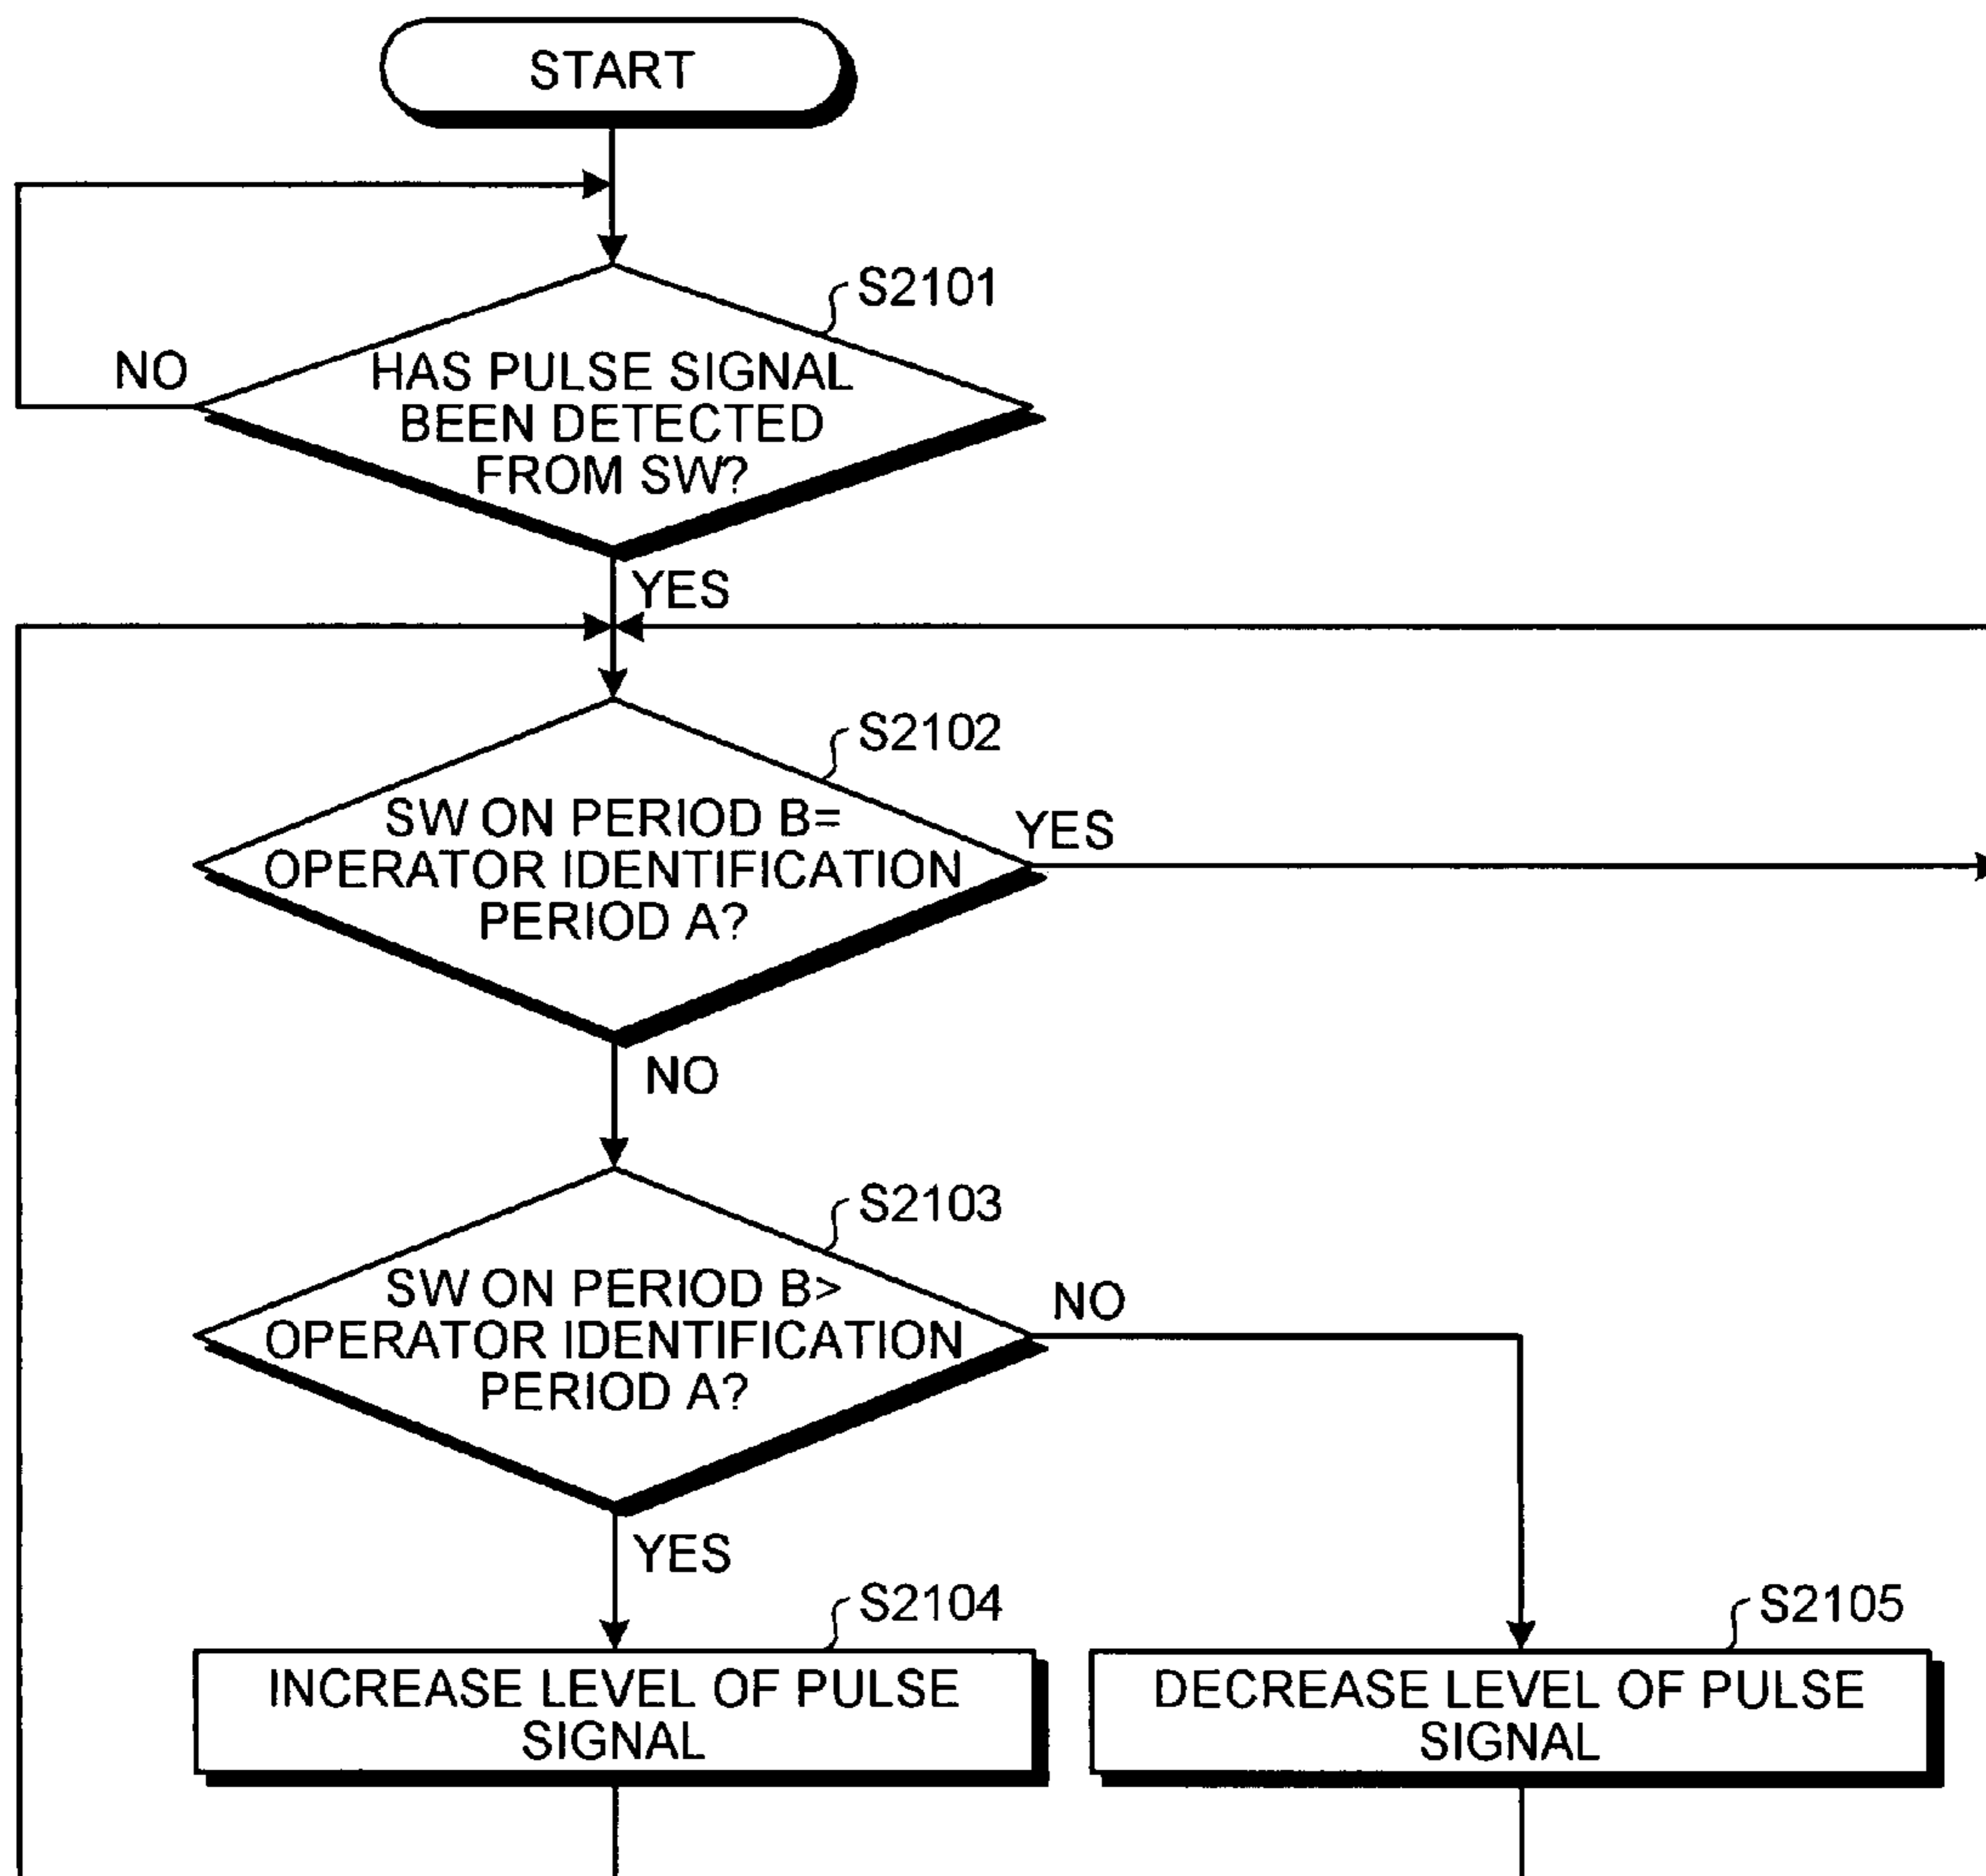 START
S2101
NO
HAS PULSE SIGNAL
BEEN DETECTED
FROM SW?
YES
S2102
SW ON PERIOD B=
OPERATOR IDENTIFICATION
PERIOD A?
YES
NO
S2103
SW ON PERIOD B>
OPERATOR IDENTIFICATION
PERIOD A?
NO
YES
S2104
INCREASE LEVEL OF PULSE
SIGNAL
S2105
DECREASE LEVEL OF PULSE
SIGNAL